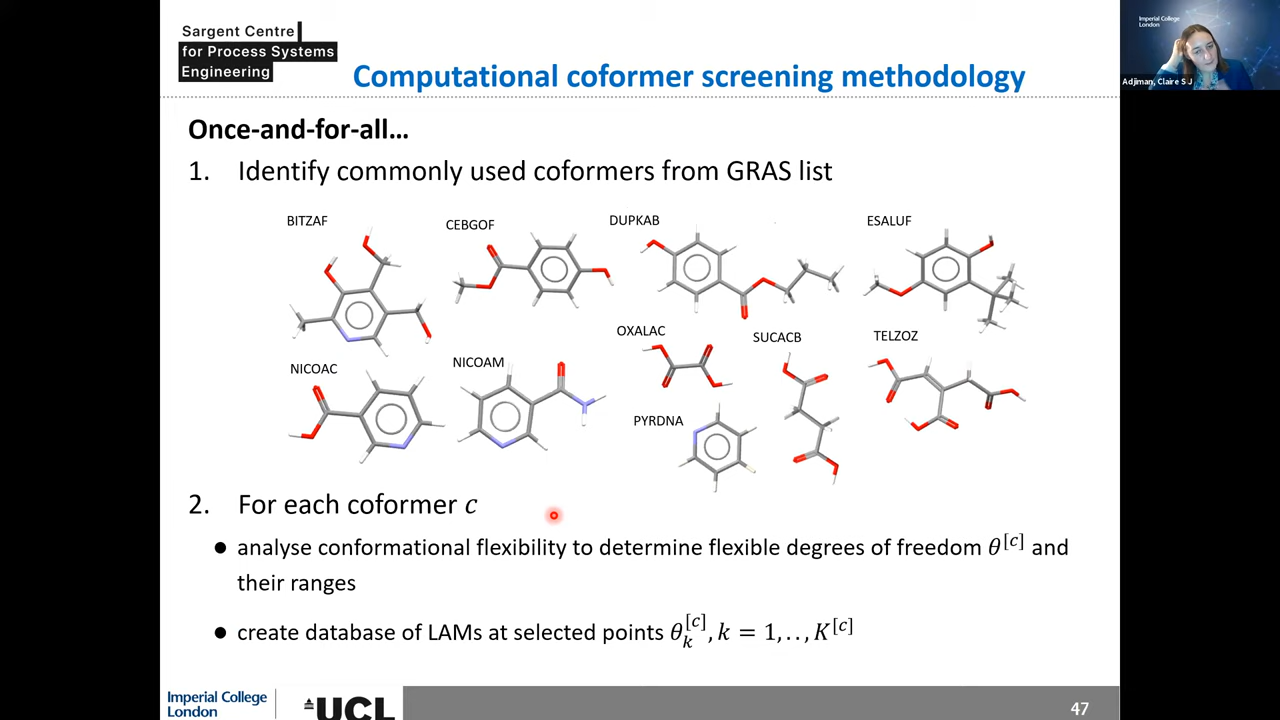 Sargent Centre
for Process Systems
Engineering
Computational coformer screening methodology
Imperial College
London
Adjiman, Claire S J
Once-and-for-all…
1. Identify commonly used coformers from GRAS list
BITZAF
CEBGOF
DUPKAB
ESALUF
OXALAC
SUCACB
TELZOZ
NICOAC
NICOAM
PYRDNA
2. For each coformer c
● analyse conformational flexibility to determine flexible degrees of freedom θ^[c] and
their ranges
● create database of LAMs at selected points θ_k^[c], k = 1,.., K^[c]
Imperial College
London
UCL
47